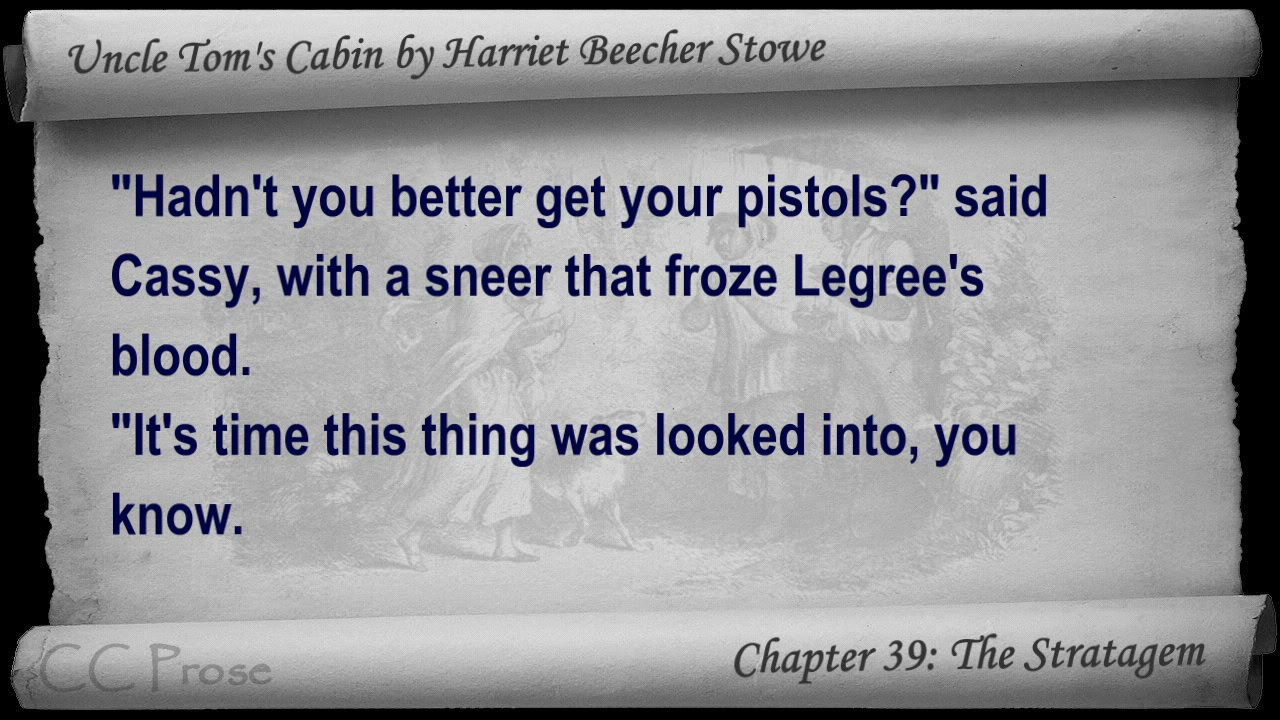 Uncle Tom's Cabin by Harriet Beecher Stowe
"Hadn't you better get your pistols?" said
Cassy, with a sneer that froze Legree's
blood.
"It's time this thing was looked into, you
know.
CC Prose
Chapter 39: The Stratagem